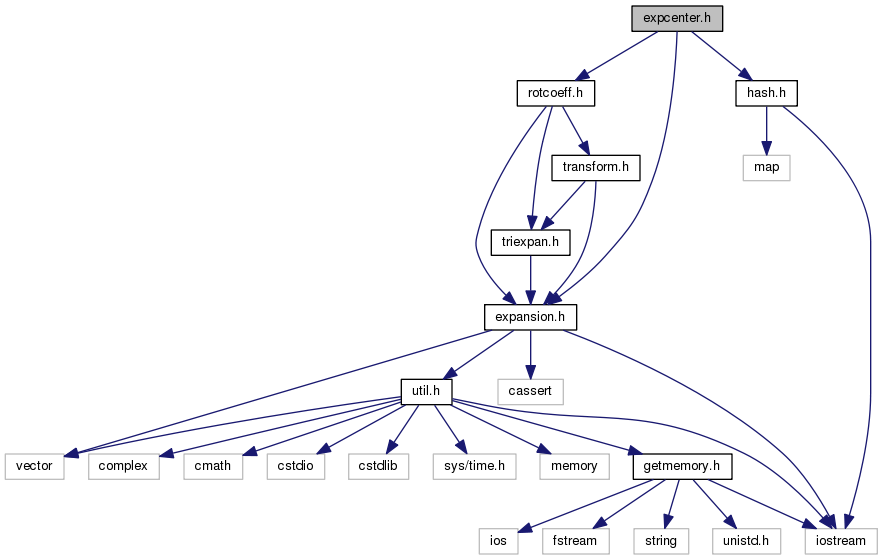 expcenter.h
rotcoeff.h
hash.h
transform.h
map
triexpan.h
expansion.h
util.h
cassert
vector
complex
cmath
cstdio
cstdlib
sys/time.h
memory
getmemory.h
ios
fstream
string
unistd.h
iostream